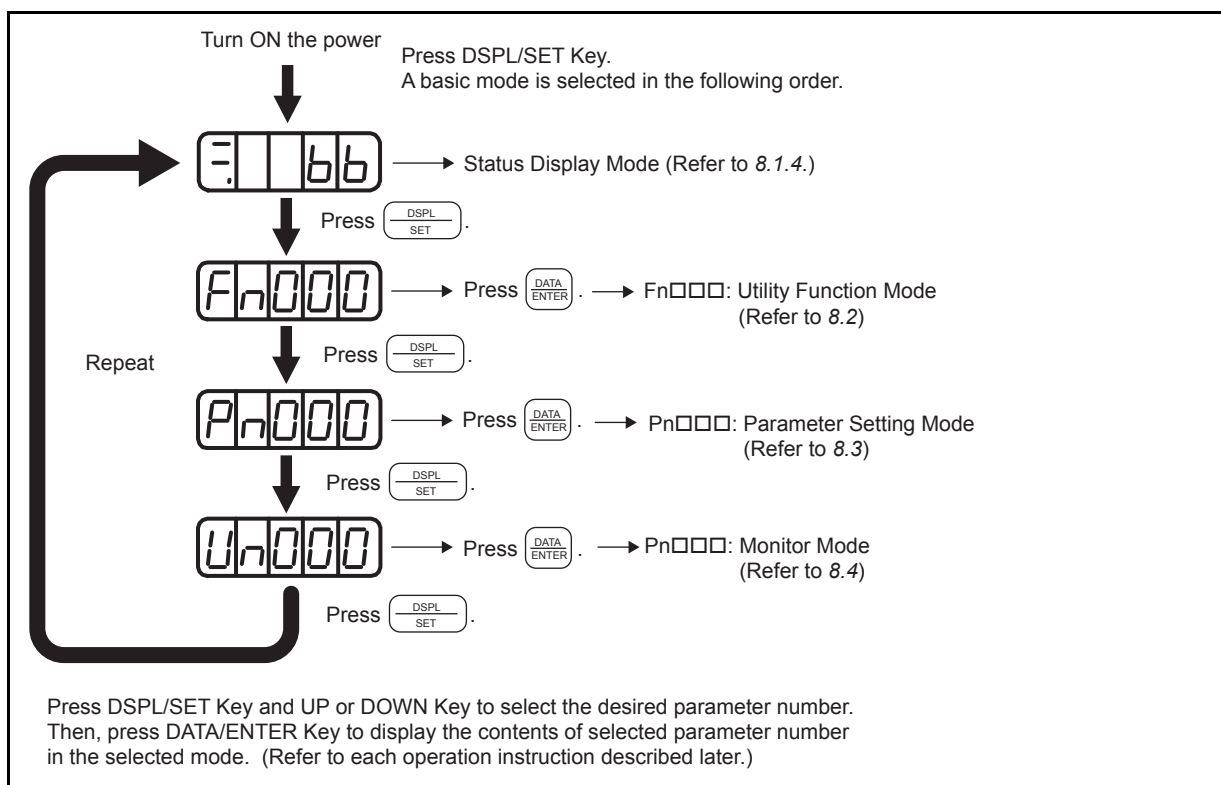 Turn ON the power
Press DSPL/SET Key.
A basic mode is selected in the following order.
bb
Status Display Mode (Refer to 8.1.4.)
Press DSPL
SET .
Fn000
Press DATA
ENTER . Fn□□□: Utility Function Mode
(Refer to 8.2)
Repeat
Press DSPL
SET .
Pn000
Press DATA
ENTER . Pn□□□: Parameter Setting Mode
(Refer to 8.3)
Press DSPL
SET .
Un000
Press DATA
ENTER . Pn□□□: Monitor Mode
(Refer to 8.4)
Press DSPL
SET .
Press DSPL/SET Key and UP or DOWN Key to select the desired parameter number.
Then, press DATA/ENTER Key to display the contents of selected parameter number
in the selected mode. (Refer to each operation instruction described later.)